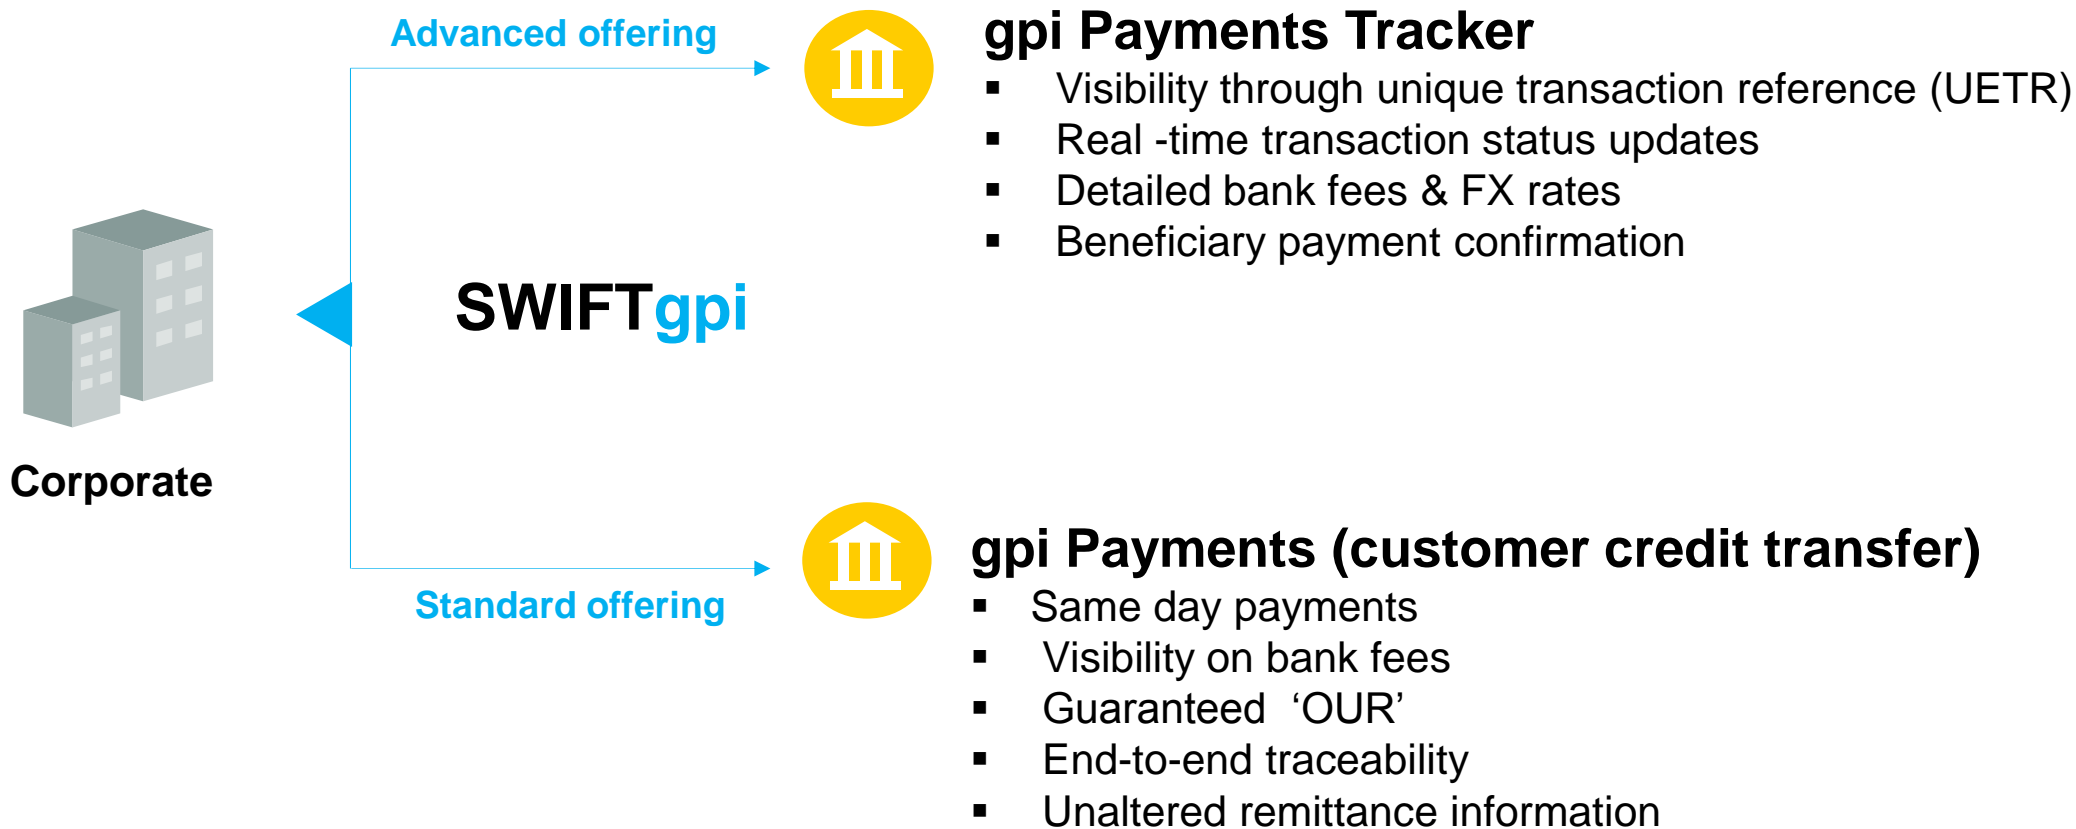 Advanced offering
gpi Payments Tracker
▪ Visibility through unique transaction reference (UETR)
▪ Real -time transaction status updates
▪ Detailed bank fees & FX rates
▪ Beneficiary payment confirmation
SWIFTgpi
Corporate
Standard offering
gpi Payments (customer credit transfer)
▪ Same day payments
▪ Visibility on bank fees
▪ Guaranteed ‘OUR’
▪ End-to-end traceability
▪ Unaltered remittance information